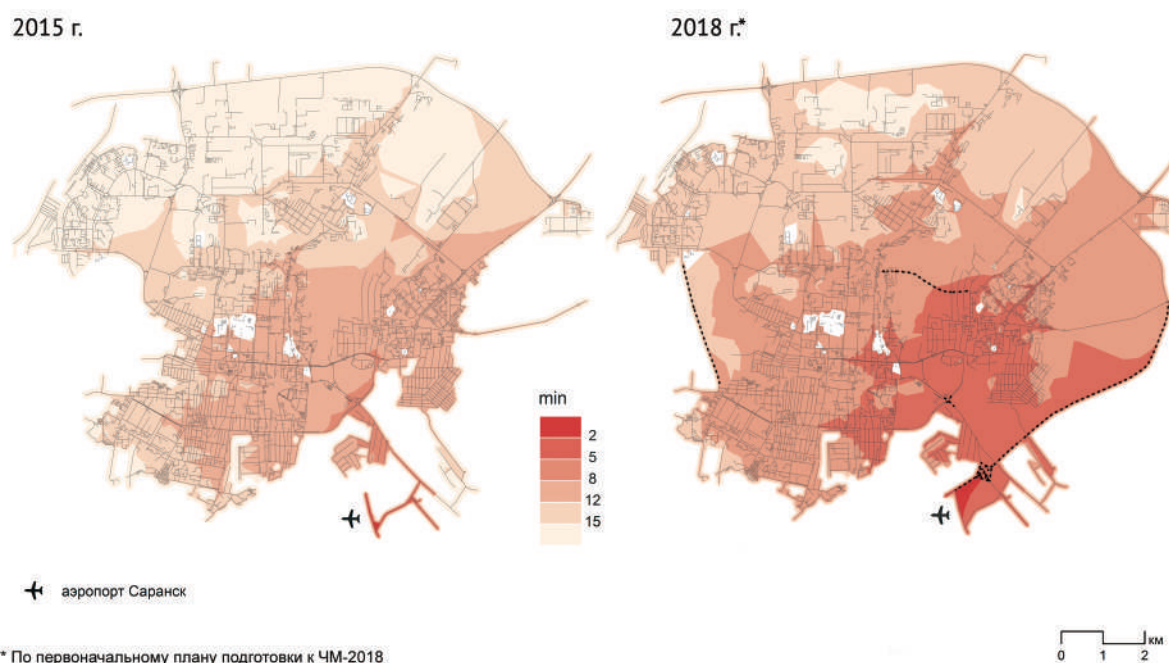 2015 г.
2018 г.*
min
2
5
8
12
15
аэропорт Саранск
* По первоначальному плану подготовки к ЧМ-2018
км
0 1 2